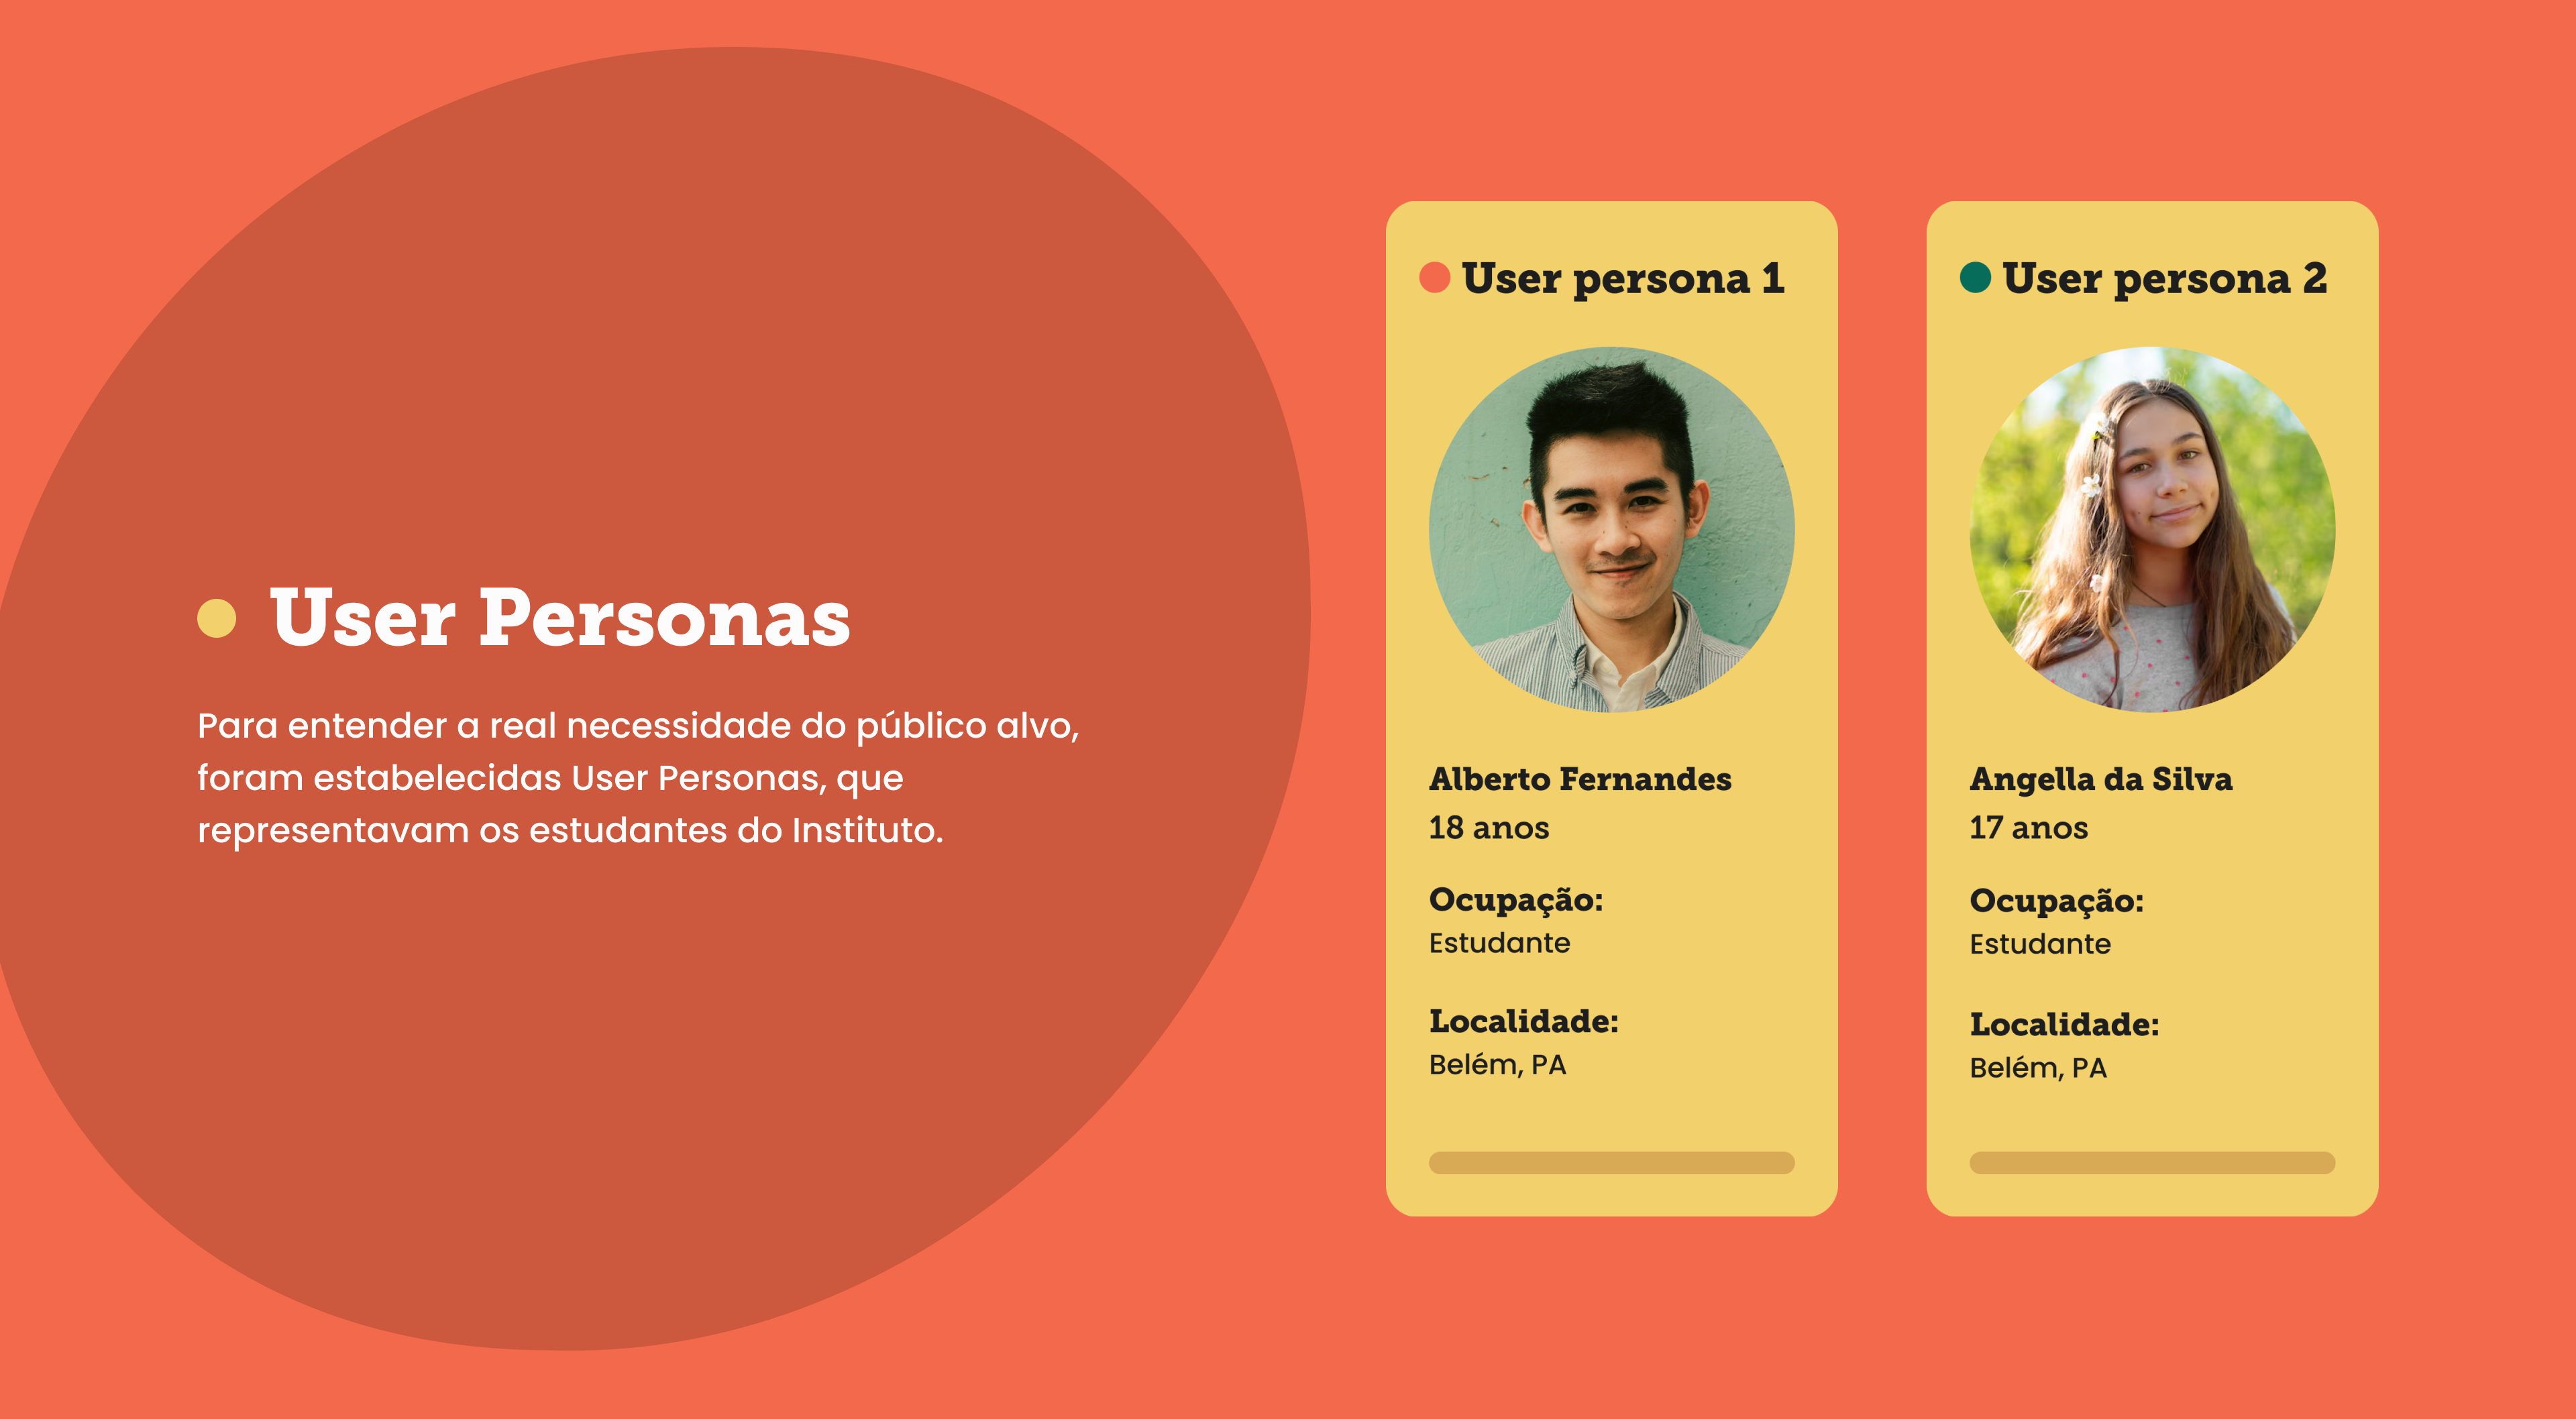 User Personas
Para entender a real necessidade do público alvo,
foram estabelecidas User Personas, que
representavam os estudantes do Instituto.
User persona 1
Alberto Fernandes
18 anos
Ocupação:
Estudante
Localidade:
Belém, PA
User persona 2
Angella da Silva
17 anos
Ocupação:
Estudante
Localidade:
Belém, PA